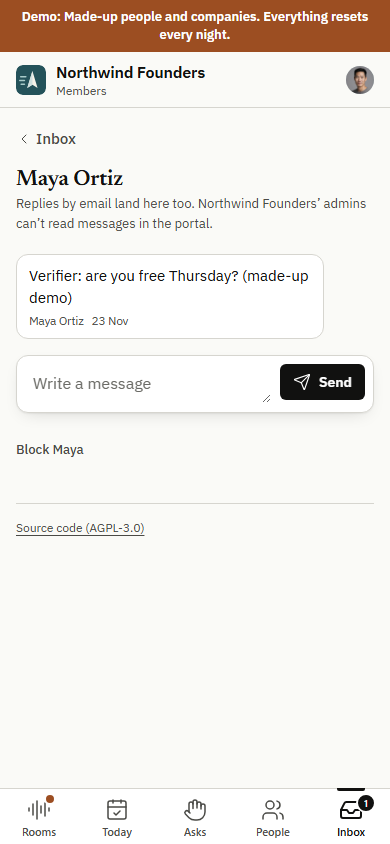 Demo: Made-up people and companies. Everything resets
every night.
Northwind Founders
Members
Inbox
Maya Ortiz
Replies by email land here too. Northwind Founders’ admins
can’t read messages in the portal.
Verifier: are you free Thursday? (made-up
demo)
Maya Ortiz 23 Nov
Write a message
Send
Block Maya
Source code (AGPL-3.0)
1
Rooms Today Asks People Inbox